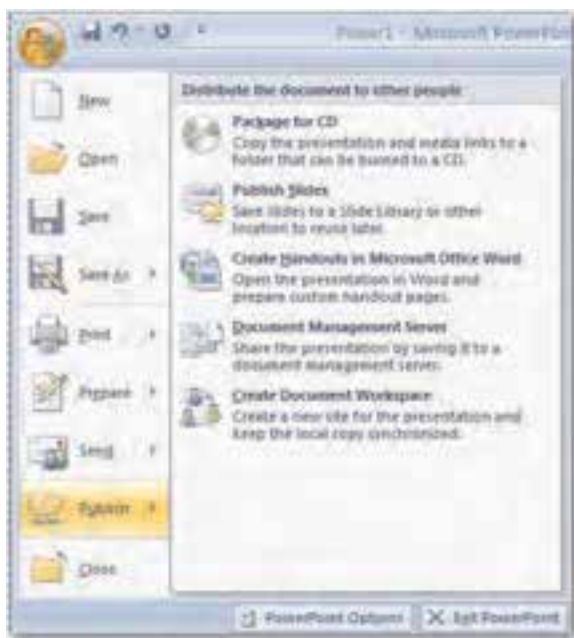 Power1 - Microsoft PowerPoint
New
Open
Save
Save As
Print
Prepare
Send
Publish
Close
Distribute the document to other people
Package for CD
Copy the presentation and media links to a
folder that can be burned to a CD.
Publish Slides
Save slides to a Slide Library or other
location to reuse later.
Create Handouts in Microsoft Office Word
Open the presentation in Word and
prepare custom handout pages.
Document Management Server
Share the presentation by saving it to a
document management server.
Create Document Workspace
Create a new site for the presentation and
keep the local copy synchronized.
PowerPoint Options
Exit PowerPoint